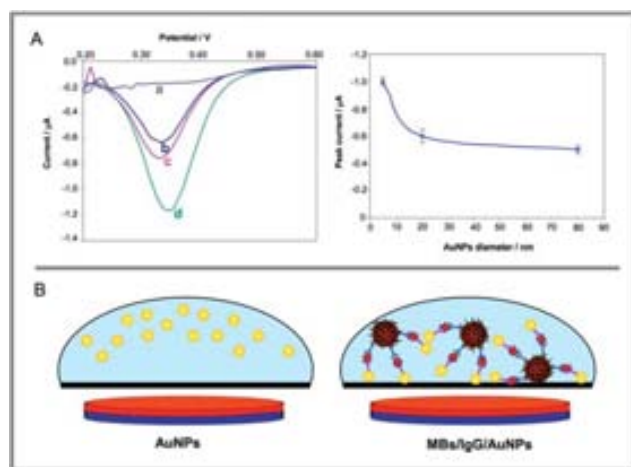 A
Potential / V
0.20 0.30 0.40 0.50 0.60
0.0
-0.2
-0.4
-0.6
-0.8
-1.0
-1.2
-1.4
Current / µA
a
b
c
d
-1.4
-1.2
-1.0
-0.8
-0.6
-0.4
-0.2
0
Peak current / µA
0 10 20 30 40 50 60 70 80 90
AuNPs diameter / nm
B
AuNPs
MBs/IgG/AuNPs